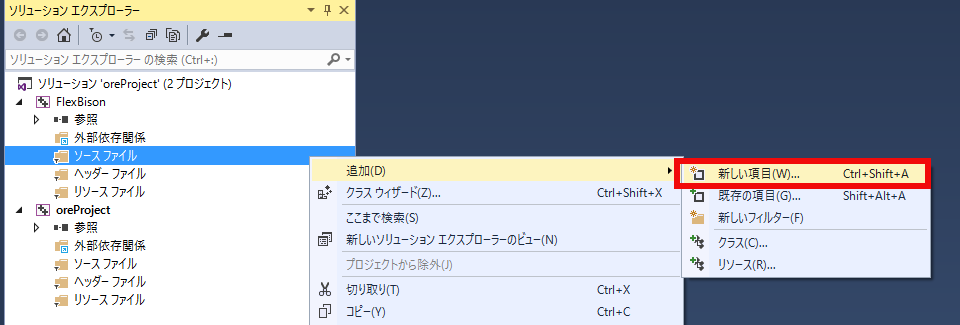 ソリューション エクスプローラー
ソリューション エクスプローラー の検索 (Ctrl+:)
ソリューション 'oreProject' (2 プロジェクト)
FlexBison
参照
外部依存関係
ソース ファイル
ヘッダー ファイル
リソース ファイル
oreProject
参照
外部依存関係
ソース ファイル
ヘッダー ファイル
リソース ファイル
追加(D)
クラス ウィザード(Z)... Ctrl+Shift+X
ここまで検索(S)
新しいソリューション エクスプローラーのビュー(N)
プロジェクトから除外(J)
切り取り(T) Ctrl+X
コピー(Y) Ctrl+C
新しい項目(W)... Ctrl+Shift+A
既存の項目(G)... Shift+Alt+A
新しいフィルター(F)
クラス(C)...
リソース(R)...